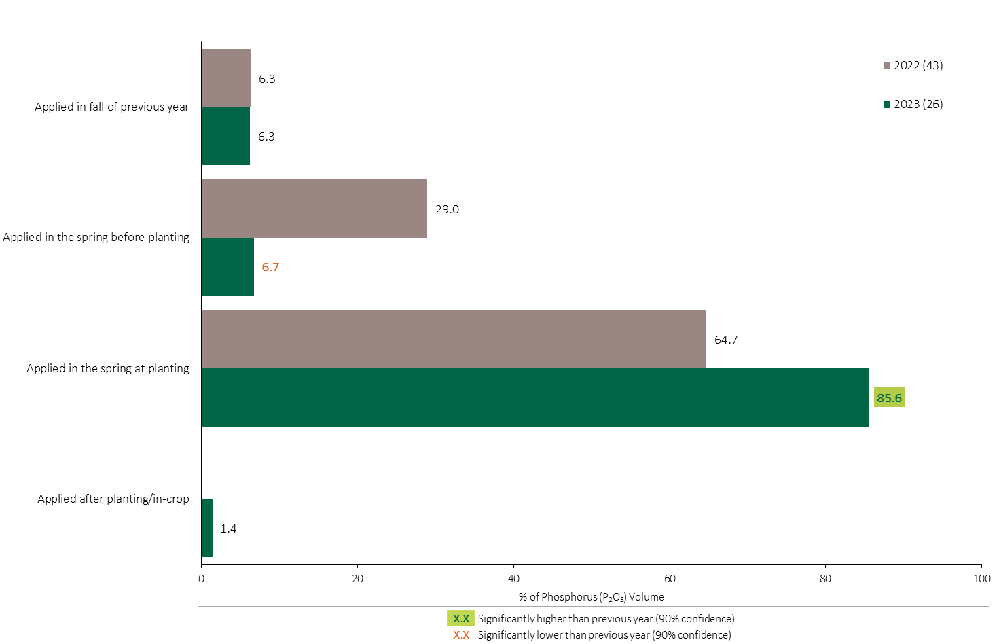 2022 (43)
2023 (26)
Applied in fall of previous year
6.3
6.3
Applied in the spring before planting
29.0
6.7
Applied in the spring at planting
64.7
85.6
Applied after planting/in-crop
1.4
0 20 40 60 80 100
% of Phosphorus (P₂O₅) Volume
X.X Significantly higher than previous year (90% confidence)
X.X Significantly lower than previous year (90% confidence)